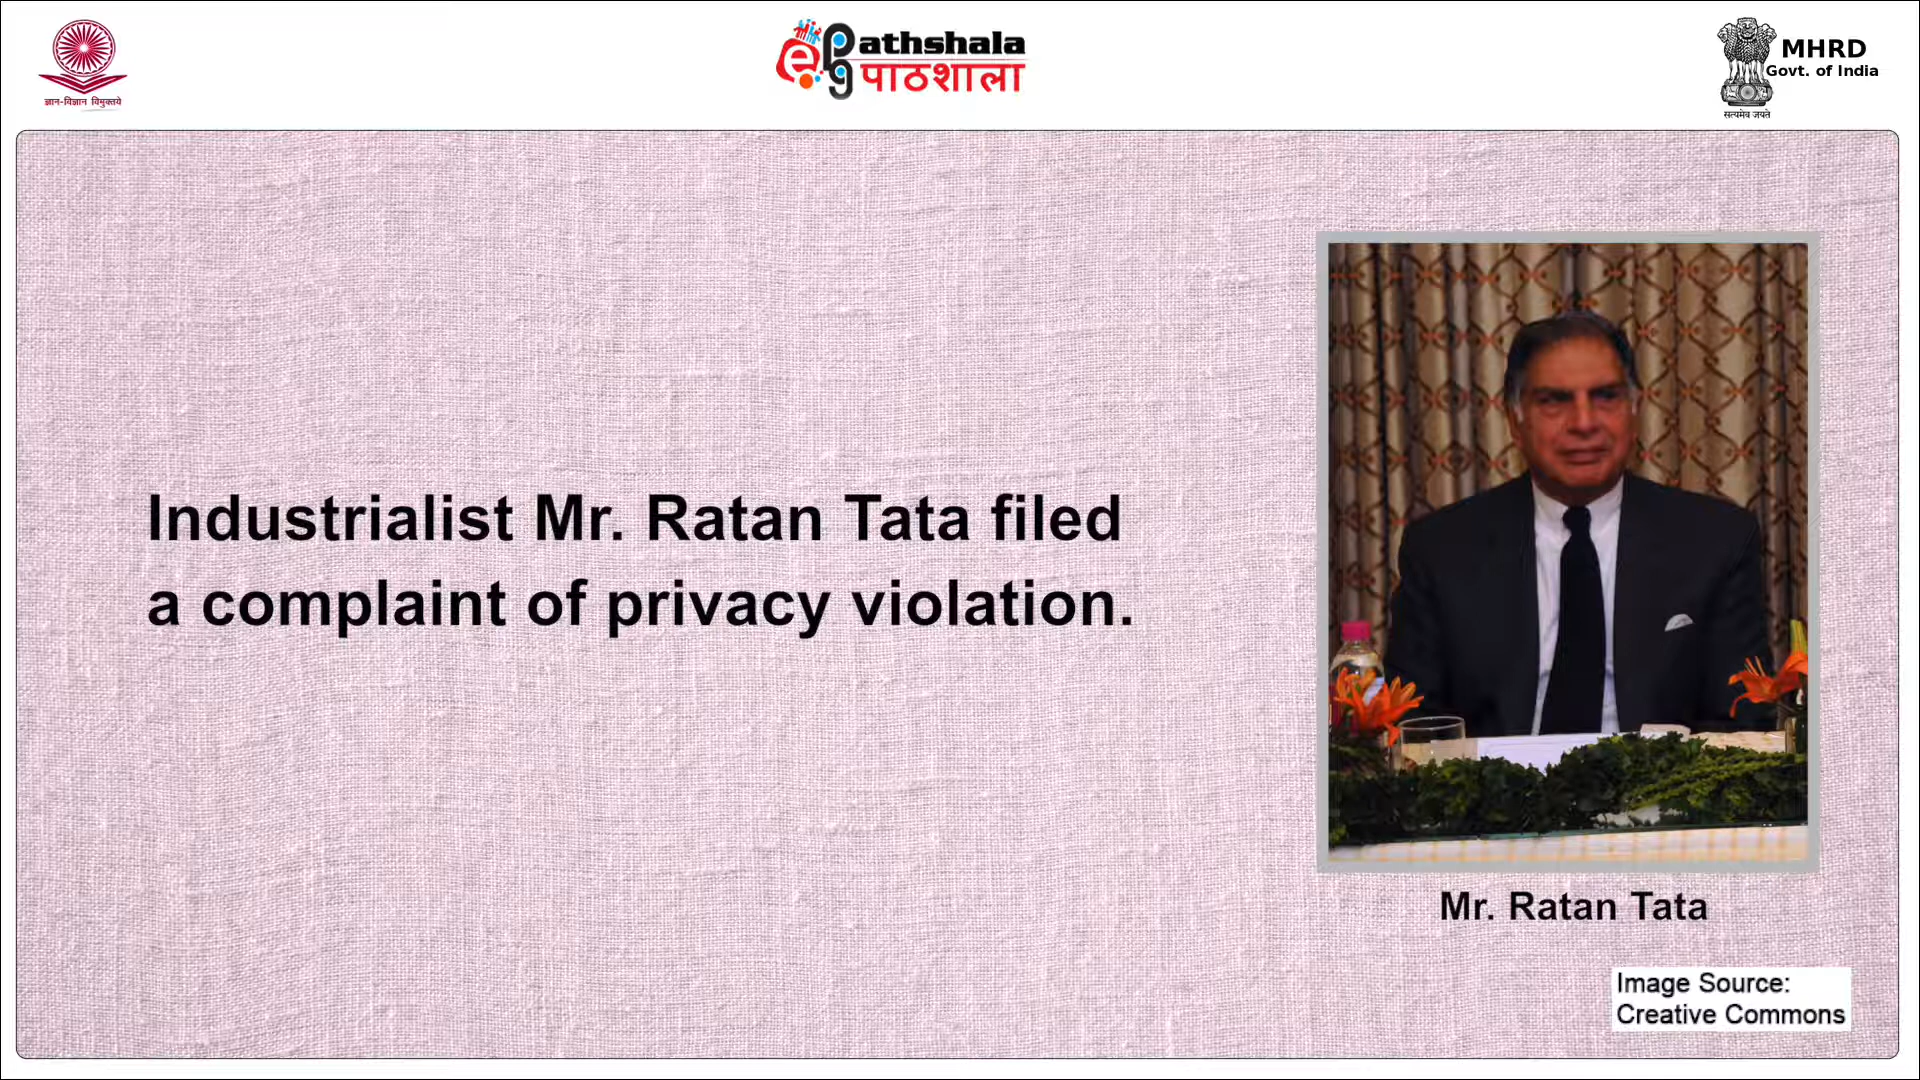 ज्ञान-विज्ञान विमुक्तये
ePg
athshala
पाठशाला
MHRD
Govt. of India
सत्यमेव जयते
Industrialist Mr. Ratan Tata filed
a complaint of privacy violation.
Mr. Ratan Tata
Image Source:
Creative Commons